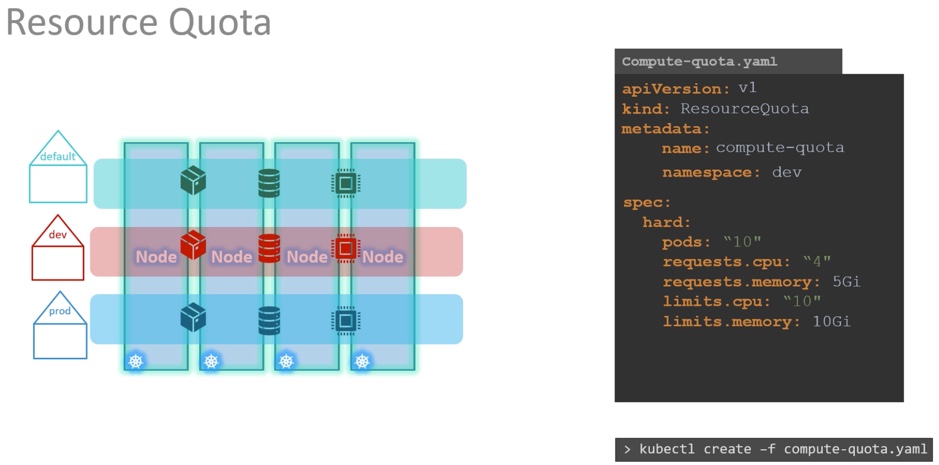 Resource Quota
default
dev
prod
Node Node Node Node
Compute-quota.yaml
apiVersion: v1
kind: ResourceQuota
metadata:
name: compute-quota
namespace: dev
spec:
hard:
pods: “10"
requests.cpu: “4"
requests.memory: 5Gi
limits.cpu: “10"
limits.memory: 10Gi
> kubectl create –f compute-quota.yaml